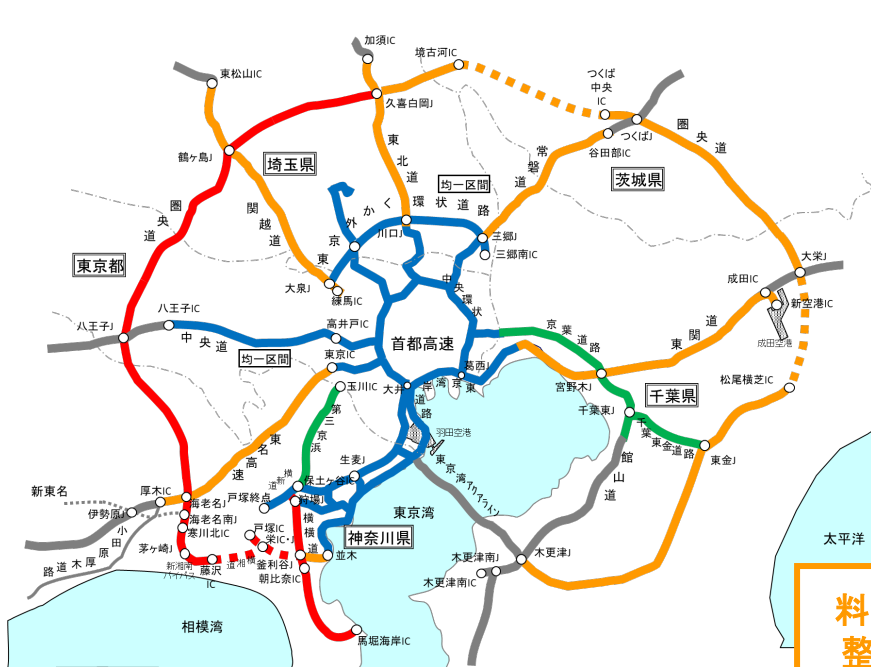 加須IC
境古河IC
東松山IC
つくば
中央
IC
久喜白岡J
つくばJ
谷田部IC
圏央道
鶴ヶ島J
埼玉県
東北道
常磐道
茨城県
均一区間
圏央道
関越道
外かく環状道路
東京
川口J
三郷J
三郷南IC
東京都
大泉J
練馬IC
中央環状
大栄J
成田IC
新空港IC
成田空港
八王子IC
八王子J
中央道
高井戸IC
首都高速
京葉道路
東関道
均一区間
東京IC
葛西J
宮野木J
松尾横芝IC
玉川IC
大井J
湾岸道路
東京
千葉県
千葉東J
第三京浜
羽田空港
千葉東金道路
東金J
東名高速
生麦J
館山道
東京湾アクアライン
新東名
厚木IC
横新道
保土ヶ谷IC
海老名J
戸塚終点
狩場J
伊勢原J
海老名南J
寒川北IC
小田原厚木道路
戸塚IC
栄IC・J
横横道
東京湾
神奈川県
太平洋
茅ヶ崎J
藤沢
IC
新湘南
バイパス
横湘道
釜利谷J
並木
朝比奈IC
木更津J
木更津南J
木更津南IC
相模湾
馬堀海岸IC
料
整